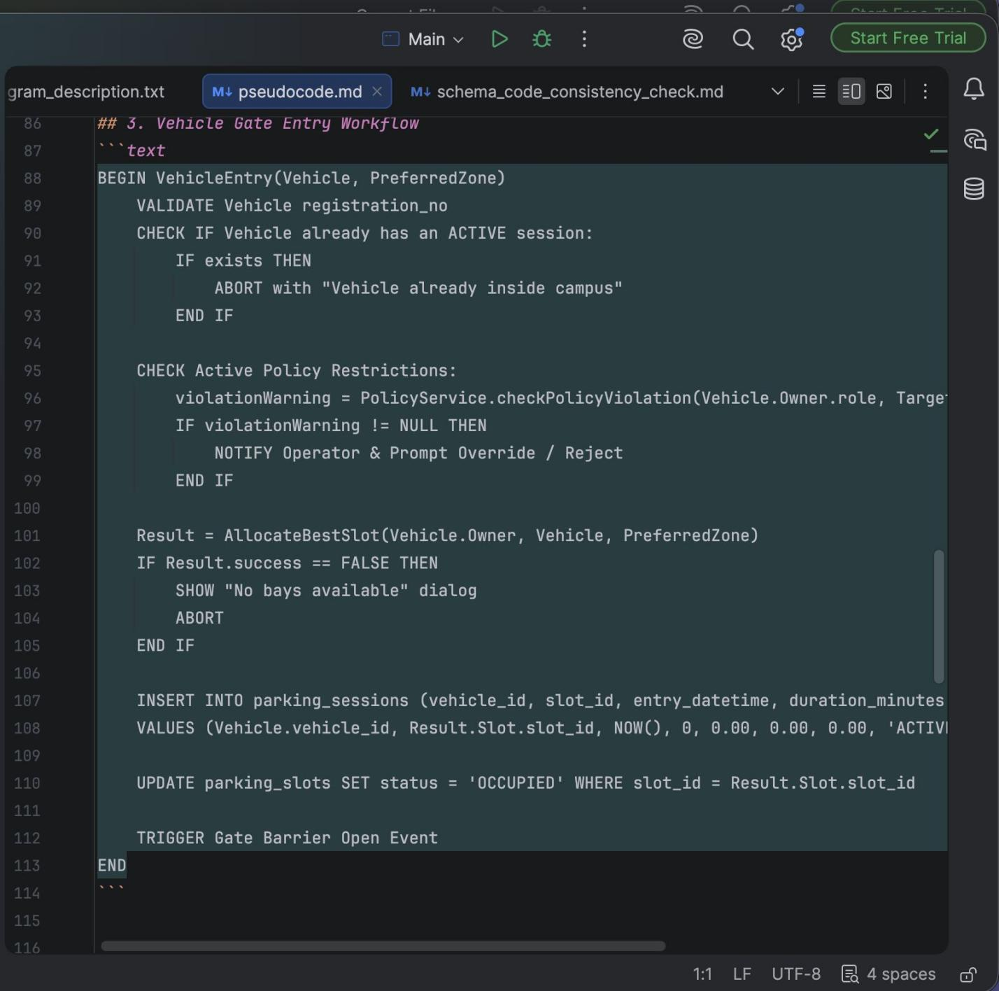 Main
Start Free Trial
gram_description.txt
M↓ pseudocode.md ×
M↓ schema_code_consistency_check.md
86 ## 3. Vehicle Gate Entry Workflow
87 ```text
88 BEGIN VehicleEntry(Vehicle, PreferredZone)
89 VALIDATE Vehicle registration_no
90 CHECK IF Vehicle already has an ACTIVE session:
91 IF exists THEN
92 ABORT with "Vehicle already inside campus"
93 END IF
94
95 CHECK Active Policy Restrictions:
96 violationWarning = PolicyService.checkPolicyViolation(Vehicle.Owner.role, Targe
97 IF violationWarning != NULL THEN
98 NOTIFY Operator & Prompt Override / Reject
99 END IF
100
101 Result = AllocateBestSlot(Vehicle.Owner, Vehicle, PreferredZone)
102 IF Result.success == FALSE THEN
103 SHOW "No bays available" dialog
104 ABORT
105 END IF
106
107 INSERT INTO parking_sessions (vehicle_id, slot_id, entry_datetime, duration_minutes
108 VALUES (Vehicle.vehicle_id, Result.Slot.slot_id, NOW(), 0, 0.00, 0.00, 0.00, 'ACTIV
109
110 UPDATE parking_slots SET status = 'OCCUPIED' WHERE slot_id = Result.Slot.slot_id
111
112 TRIGGER Gate Barrier Open Event
113 END
114 ```
115
116
1:1 LF UTF-8 4 spaces